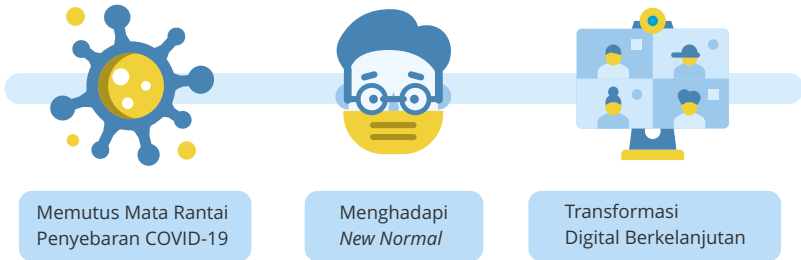 Memutus Mata Rantai
Penyebaran COVID-19
Menghadapi
New Normal
Transformasi
Digital Berkelanjutan